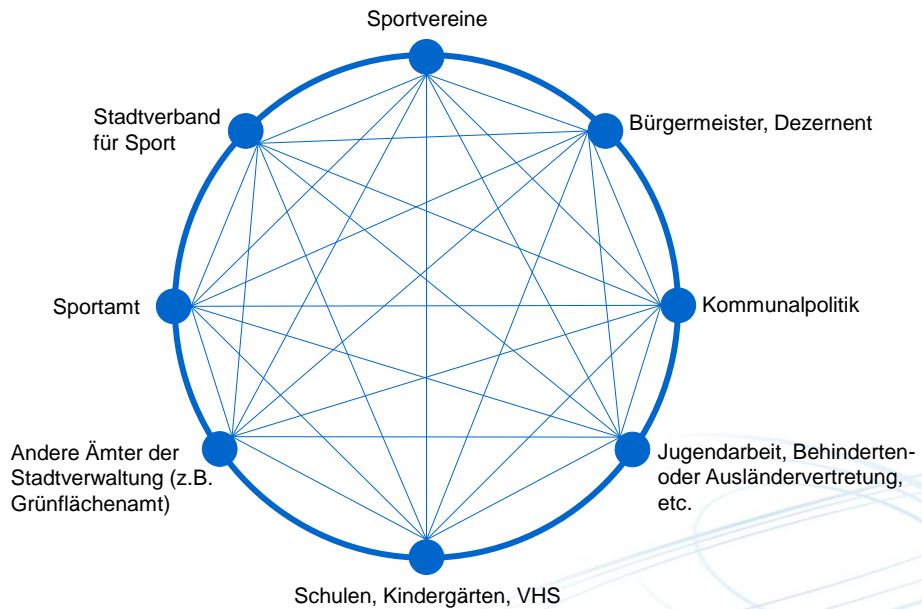 Sportvereine
Stadtverband
für Sport
Bürgermeister, Dezernent
Sportamt
Kommunalpolitik
Andere Ämter der
Stadtverwaltung (z.B.
Grünflächenamt)
Jugendarbeit, Behinderten-
oder Ausländervertretung,
etc.
Schulen, Kindergärten, VHS